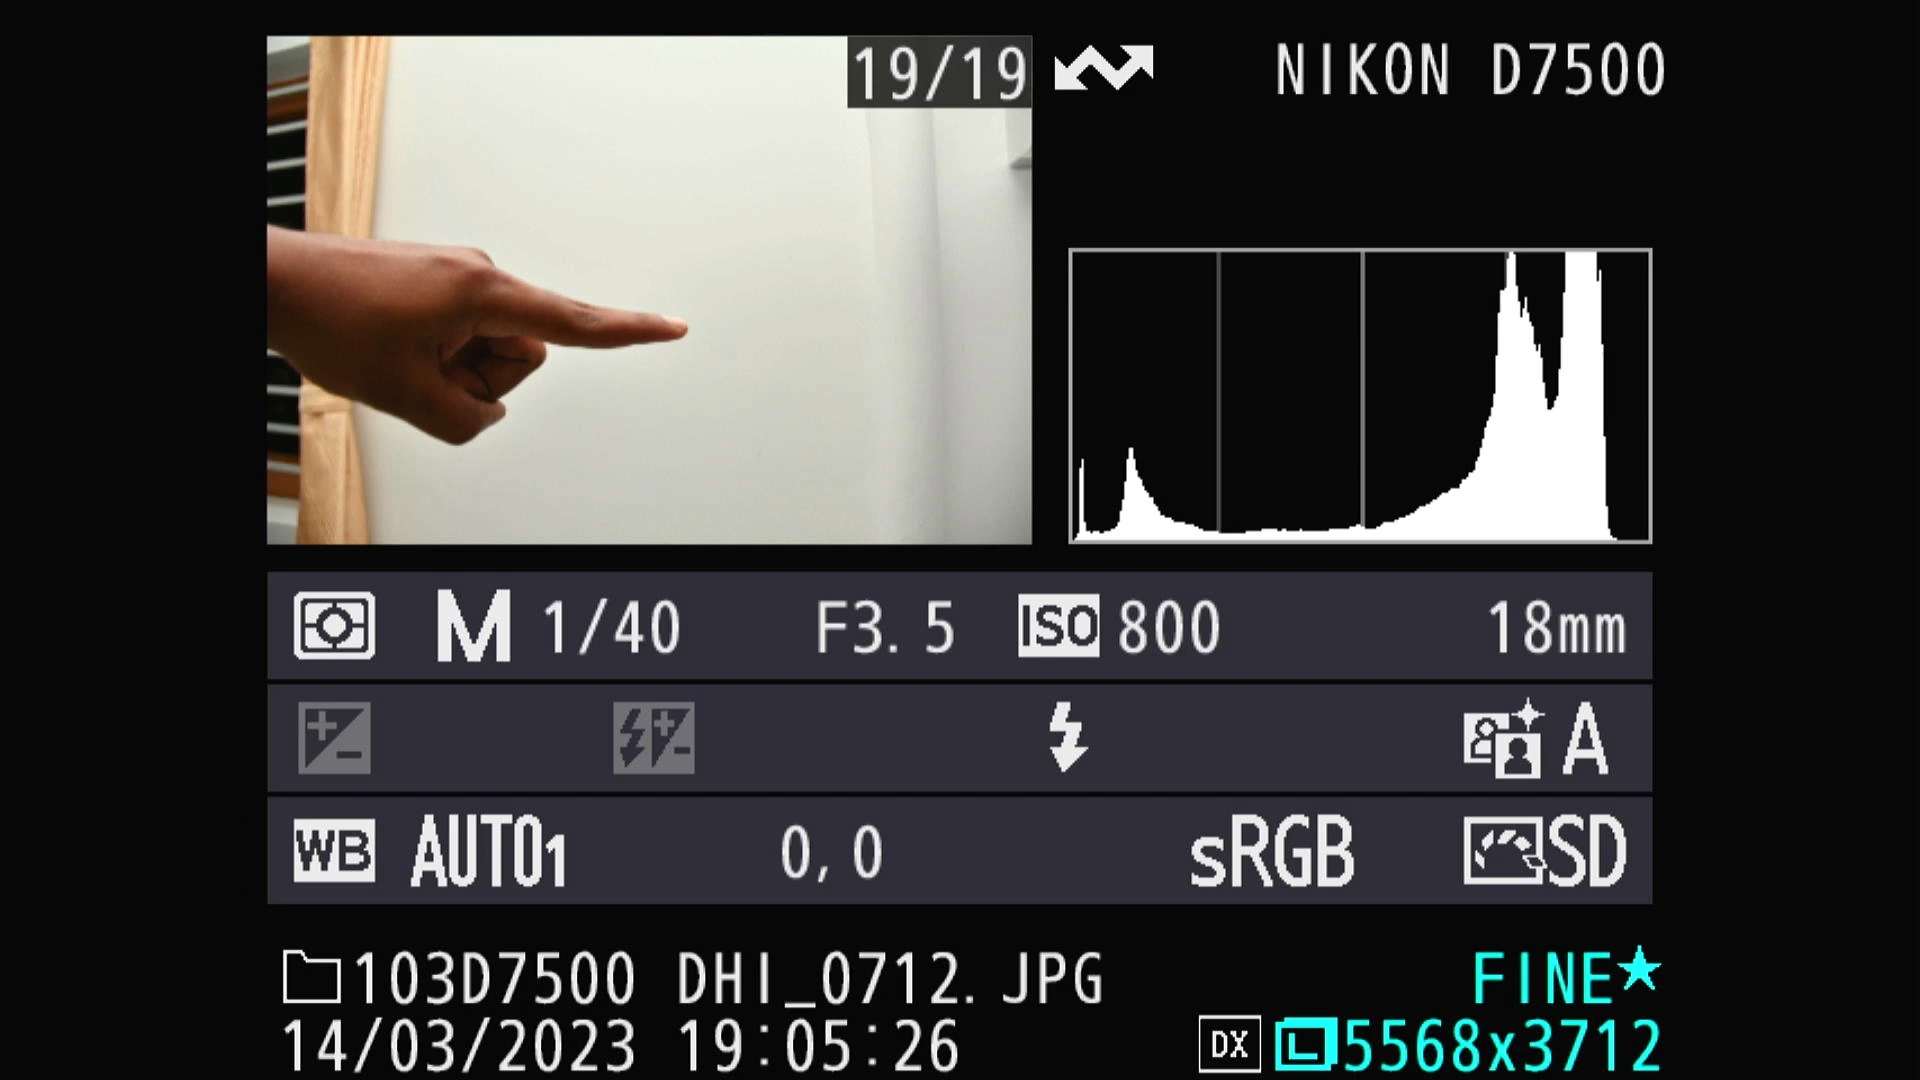 19/19 NIKON D7500
M 1/40 F3.5 ISO 800 18mm
A
WB AUTO1 0,0 sRGB SD
103D7500 DHI_0712.JPG FINE★
14/03/2023 19:05:26 DX L 5568x3712